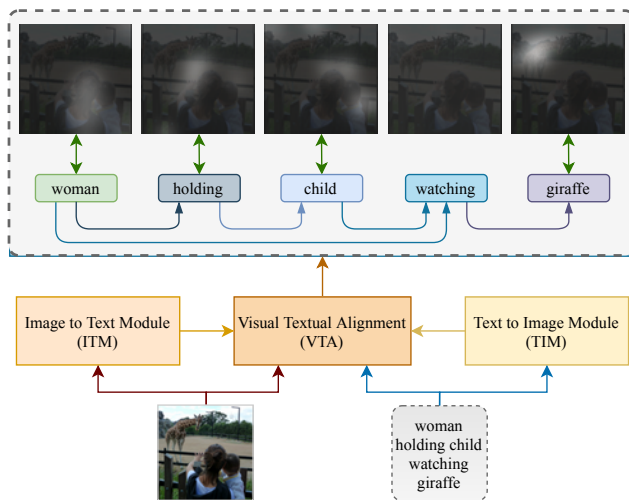 woman
holding
child
watching
giraffe
Image to Text Module
(ITM)
Visual Textual Alignment
(VTA)
Text to Image Module
(TIM)
woman
holding child
watching
giraffe